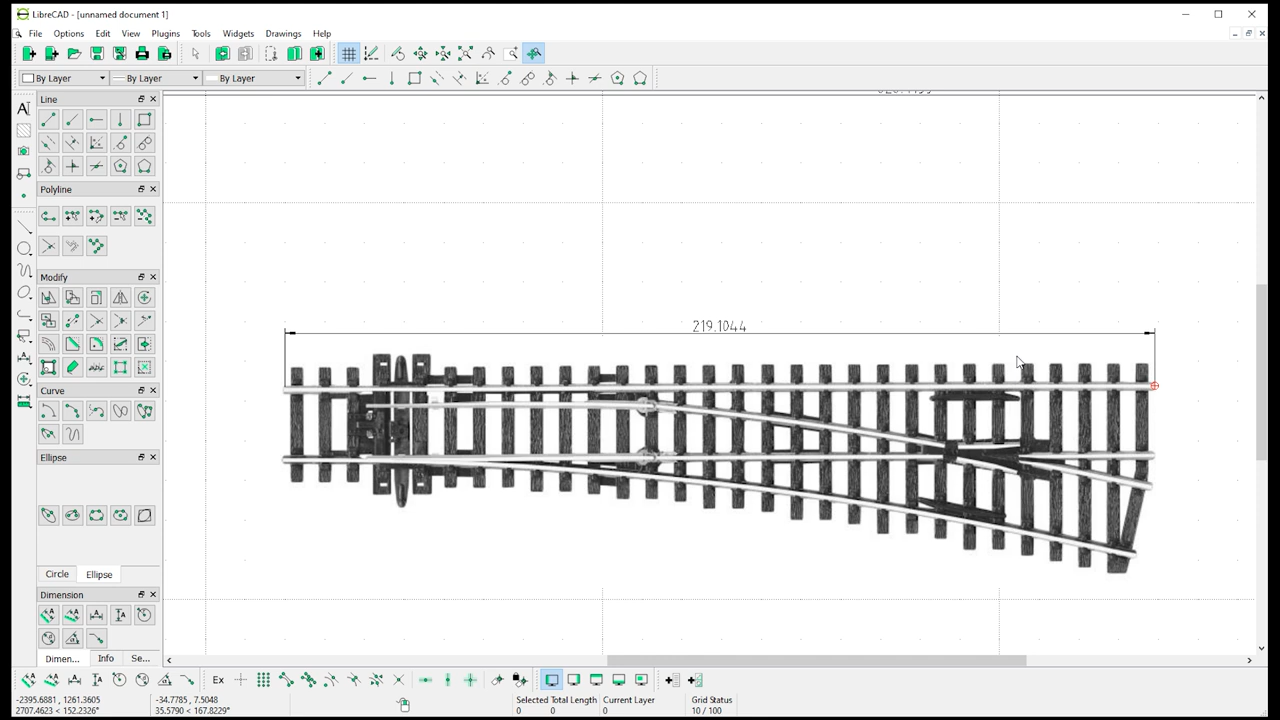 LibreCAD - [unnamed document 1]
File Options Edit View Plugins Tools Widgets Drawings Help
By Layer By Layer By Layer
Line
Polyline
Modify
Curve
Ellipse
Circle Ellipse
Dimension
Dimen... Info Se...
219.1044
Ex
-2395.6881 , 1261.3605
2707.4623 < 152.2326°
-34.7785 , 7.5048
35.5790 < 167.8229°
Selected Total Length
0 0
Current Layer
0
Grid Status
10 / 100